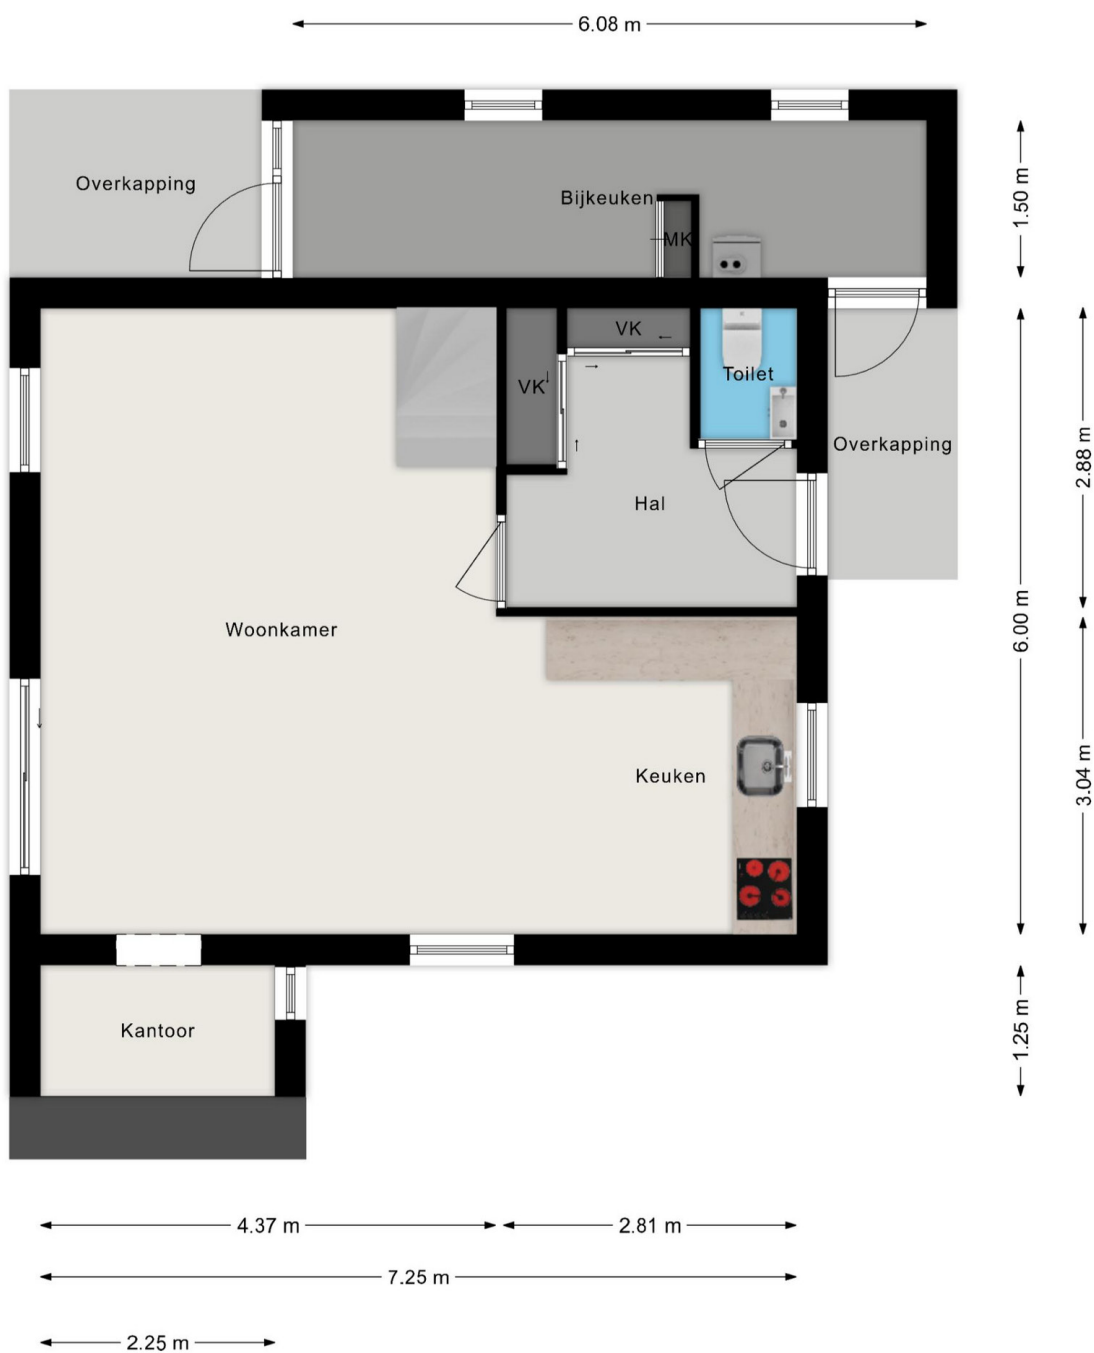 6.08 m
Overkapping
Bijkeuken
MK
1.50 m
VK
VK
Toilet
Overkapping
2.88 m
Hal
6.00 m
Woonkamer
Keuken
3.04 m
Kantoor
1.25 m
4.37 m
2.81 m
7.25 m
2.25 m